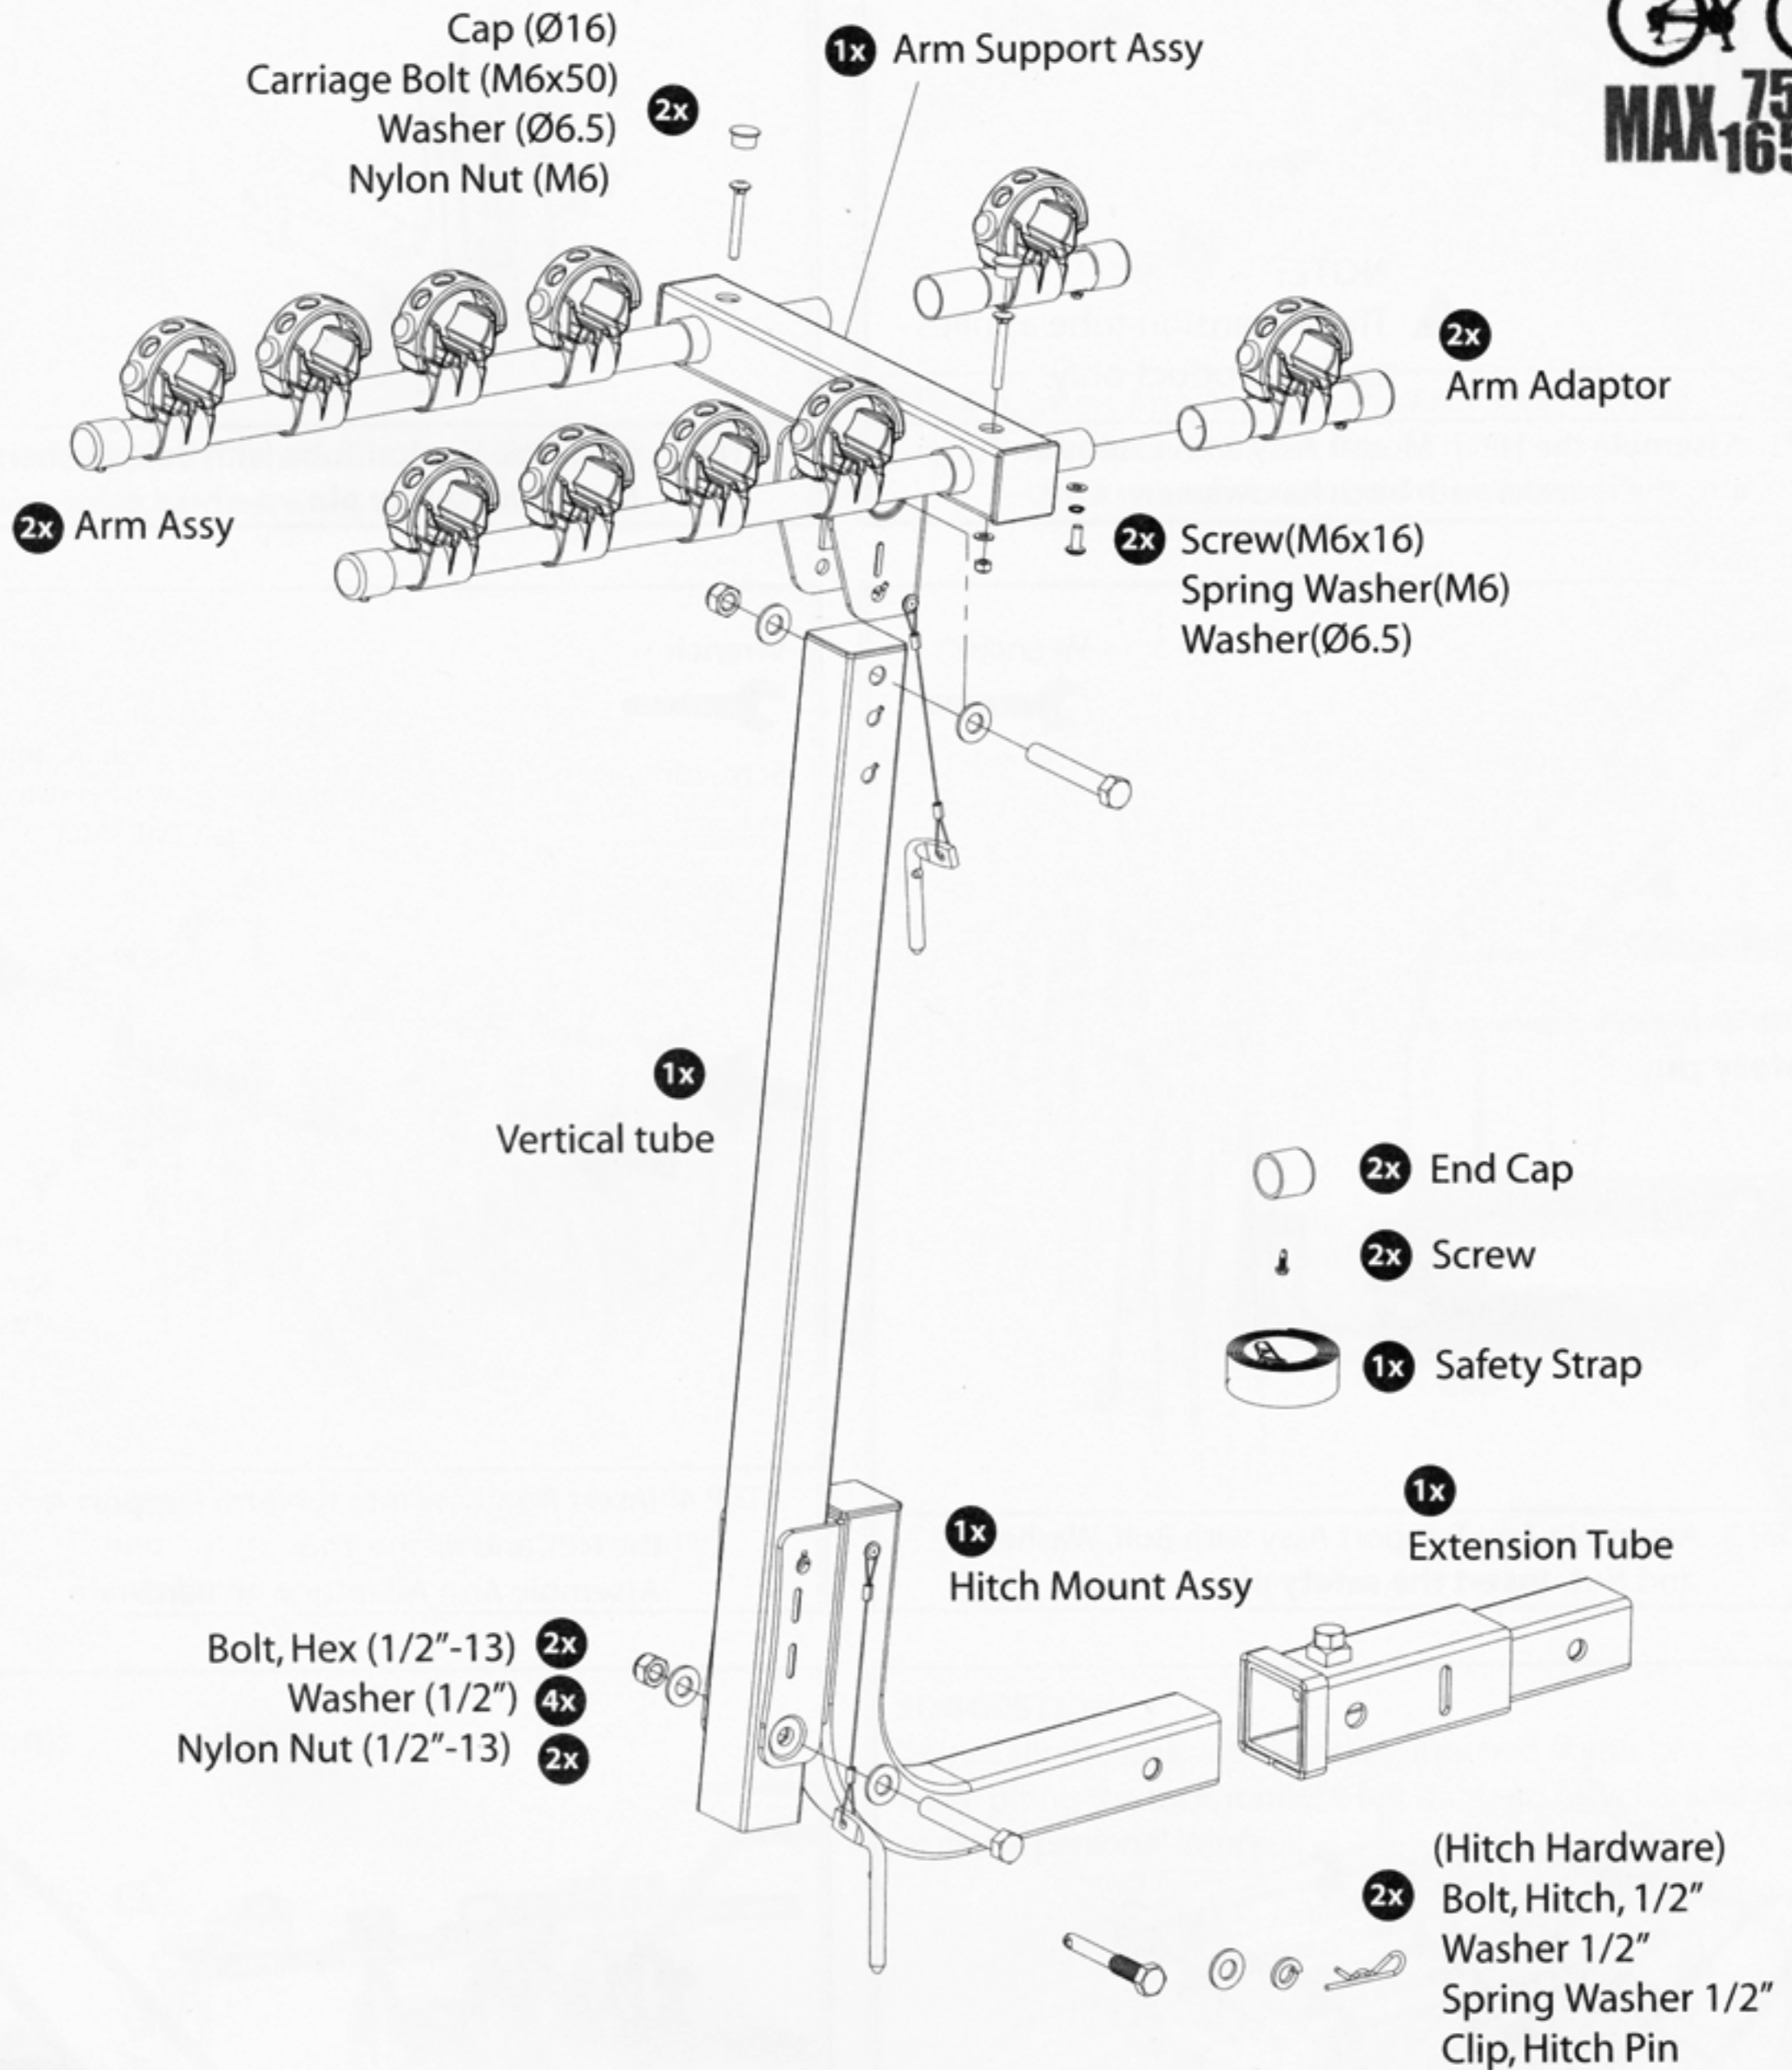 Cap (Ø16)
Carriage Bolt (M6x50)
2x
Washer (Ø6.5)
Nylon Nut (M6)
1x Arm Support Assy
MAX
75
165
2x
Arm Adaptor
2x Arm Assy
2x Screw(M6x16)
Spring Washer(M6)
Washer(Ø6.5)
1x
Vertical tube
2x End Cap
2x Screw
1x Safety Strap
1x
Hitch Mount Assy
1x
Extension Tube
Bolt, Hex (1/2”-13) 2x
Washer (1/2”) 4x
Nylon Nut (1/2”-13) 2x
(Hitch Hardware)
2x Bolt, Hitch, 1/2”
Washer 1/2”
Spring Washer 1/2”
Clip, Hitch Pin